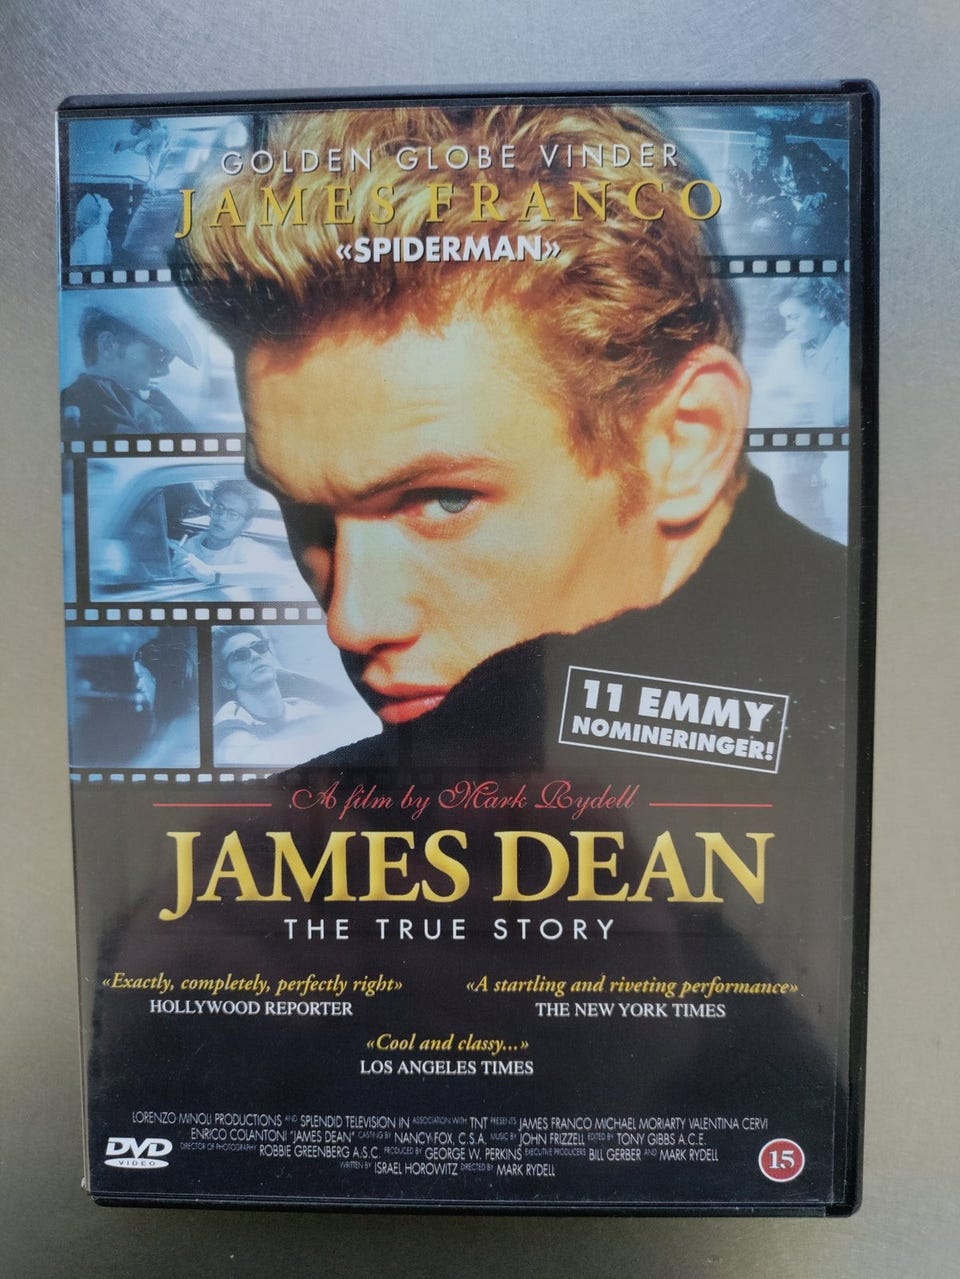 GOLDEN GLOBE VINDER
JAMES FRANCO
«SPIDERMAN»
11 EMMY
NOMINERINGER!
A film by Mark Rydell
JAMES DEAN
THE TRUE STORY
«Exactly, completely, perfectly right»
HOLLYWOOD REPORTER
«A startling and riveting performance»
THE NEW YORK TIMES
«Cool and classy...»
LOS ANGELES TIMES
LORENZO MINOLI PRODUCTIONS AND SPLENDID TELEVISION IN ASSOCIATION WITH TNT PRESENTS JAMES FRANCO MICHAEL MORIARTY VALENTINA CERVI
ENRICO COLANTONI "JAMES DEAN" CASTING BY NANCY FOX, C.S.A. MUSIC BY JOHN FRIZZELL EDITED BY TONY GIBBS A.C.E.
DIRECTOR OF PHOTOGRAPHY ROBBIE GREENBERG A.S.C. PRODUCED BY GEORGE W. PERKINS EXECUTIVE PRODUCERS BILL GERBER AND MARK RYDELL
WRITTEN BY ISRAEL HOROWITZ DIRECTED BY MARK RYDELL
DVD
VIDEO
15